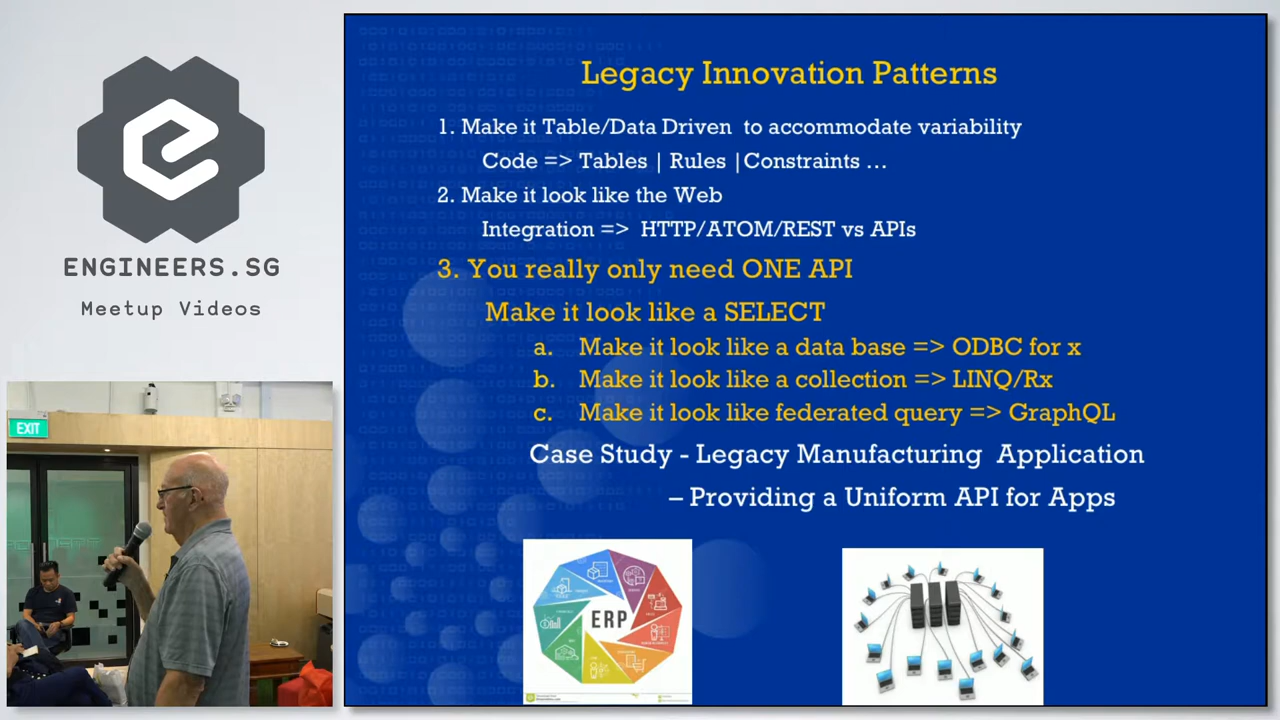 ENGINEERS.SG
Meetup Videos
EXIT
Legacy Innovation Patterns
1. Make it Table/Data Driven to accommodate variability
Code => Tables | Rules |Constraints ...
2. Make it look like the Web
Integration => HTTP/ATOM/REST vs APIs
3. You really only need ONE API
Make it look like a SELECT
a. Make it look like a data base => ODBC for x
b. Make it look like a collection => LINQ/Rx
c. Make it look like federated query => GraphQL
Case Study - Legacy Manufacturing Application
– Providing a Uniform API for Apps
ERP